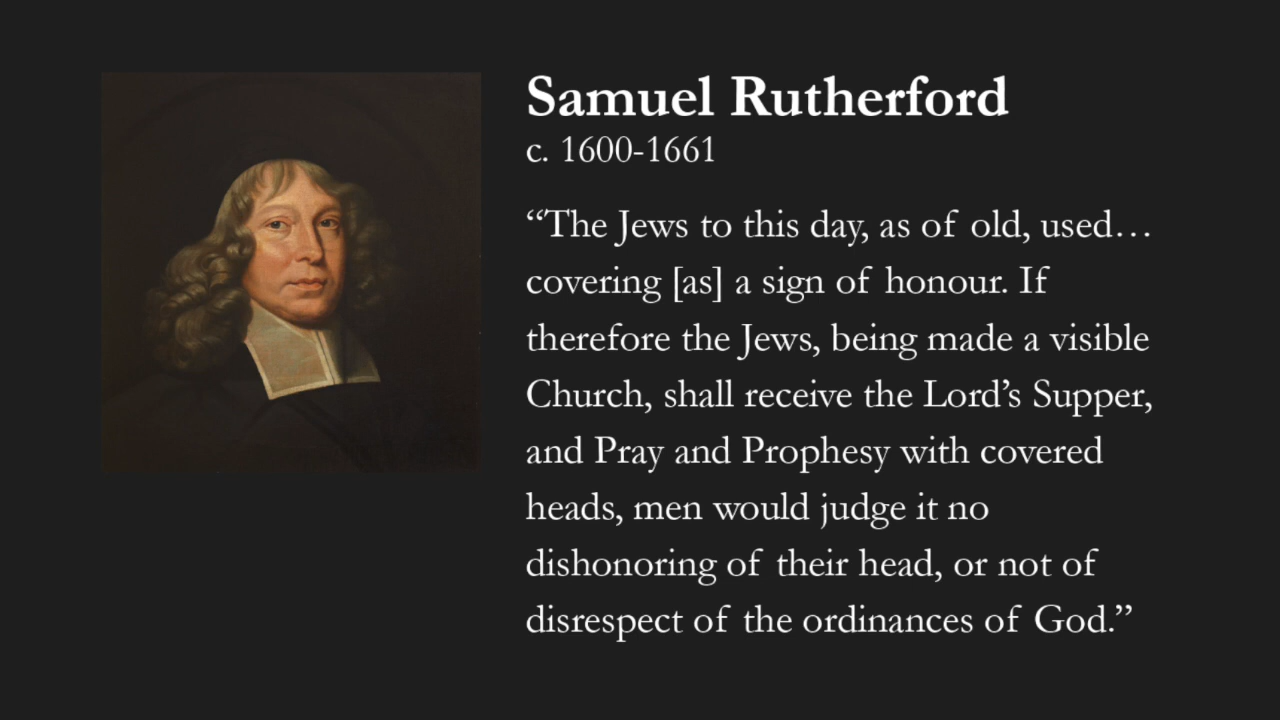 Samuel Rutherford
c. 1600-1661
“The Jews to this day, as of old, used…
covering [as] a sign of honour. If
therefore the Jews, being made a visible
Church, shall receive the Lord’s Supper,
and Pray and Prophesy with covered
heads, men would judge it no
dishonoring of their head, or not of
disrespect of the ordinances of God.”